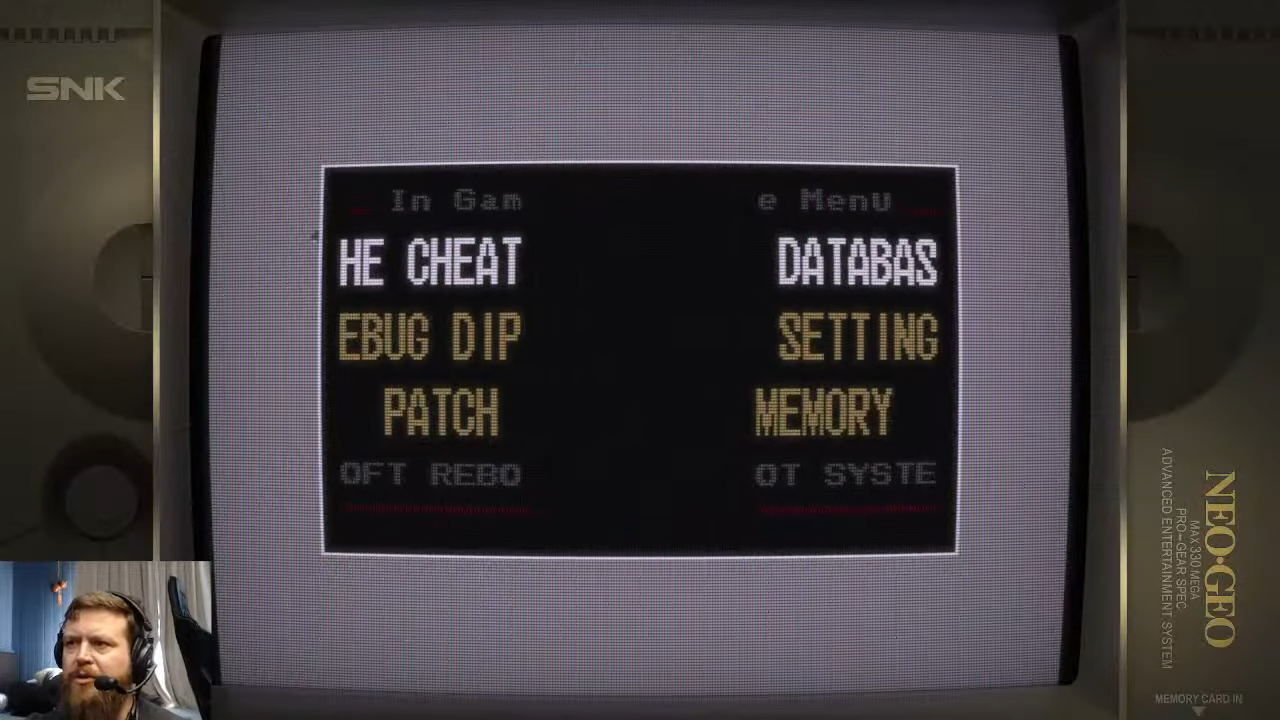 SNK
In Gam e Menu
HE CHEAT DATABAS
EBUG DIP SETTING
PATCH MEMORY
OFT REBO OT SYSTE
NEO·GEO
MAX 330 MEGA
PRO-GEAR SPEC
ADVANCED ENTERTAINMENT SYSTEM
MEMORY CARD IN